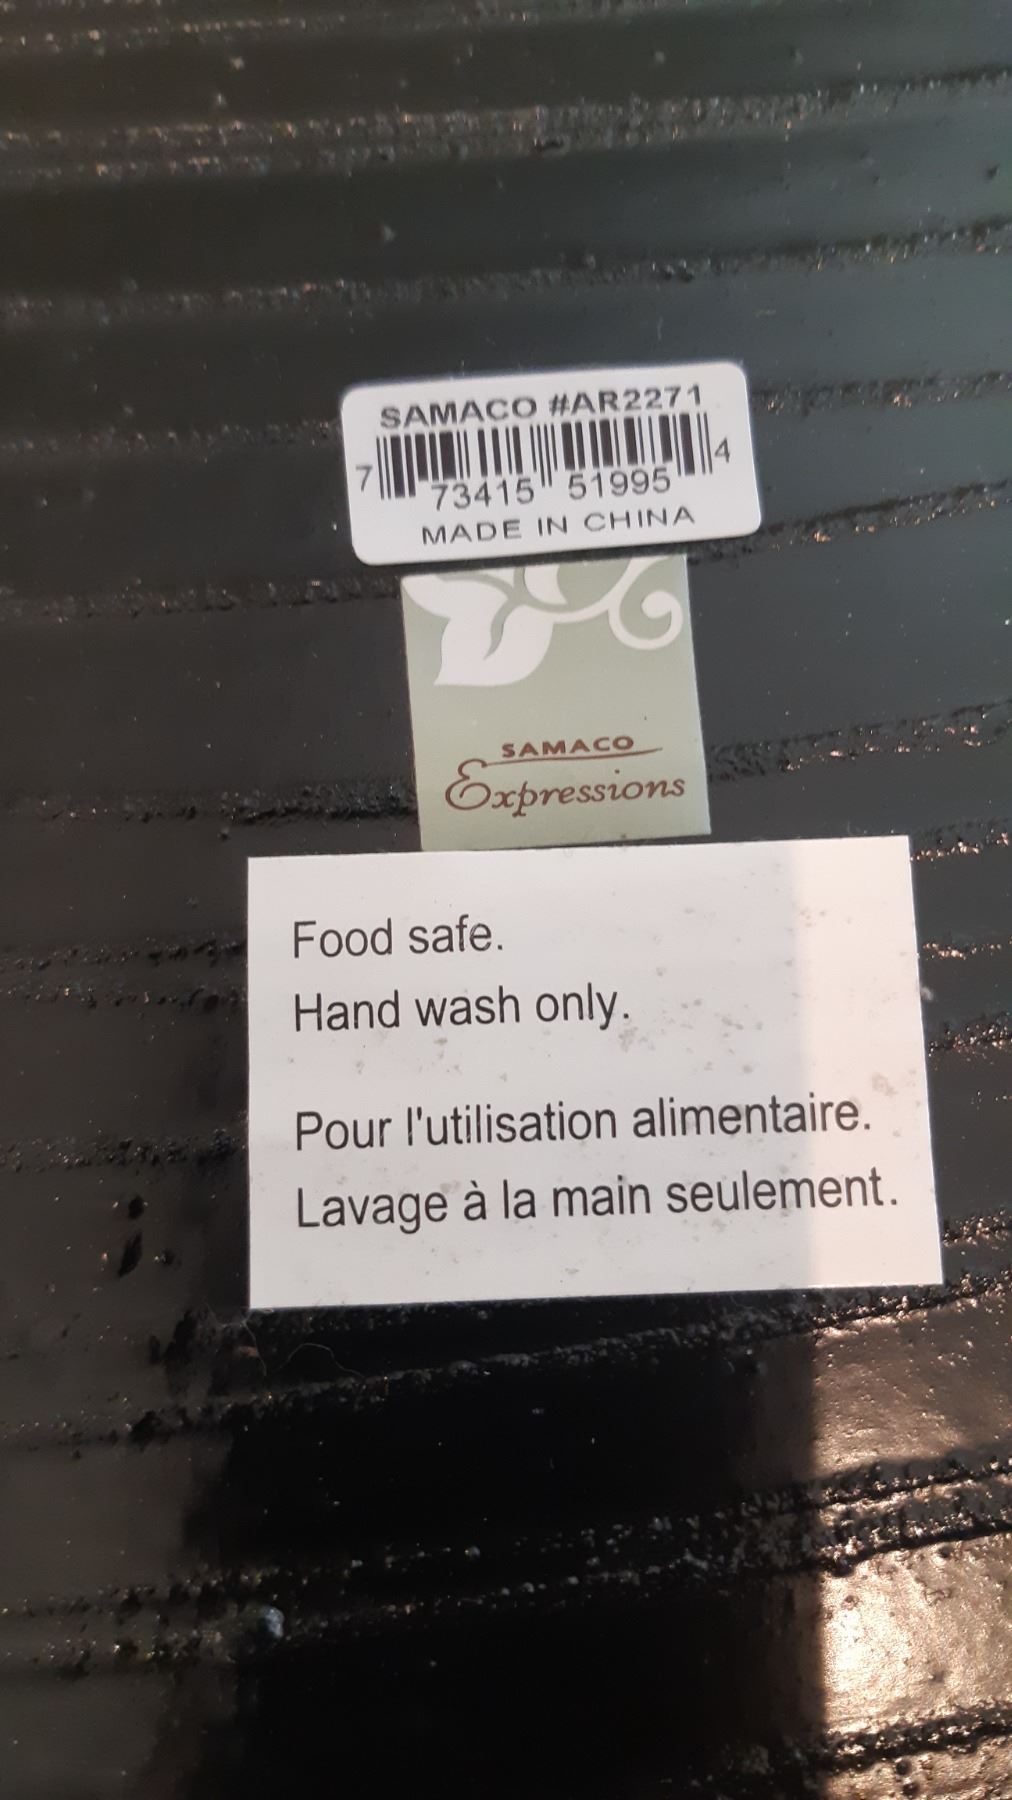 SAMACO #AR2271
7 73415 51995 4
MADE IN CHINA
SAMACO
Expressions
Food safe.
Hand wash only.
Pour l'utilisation alimentaire.
Lavage à la main seulement.